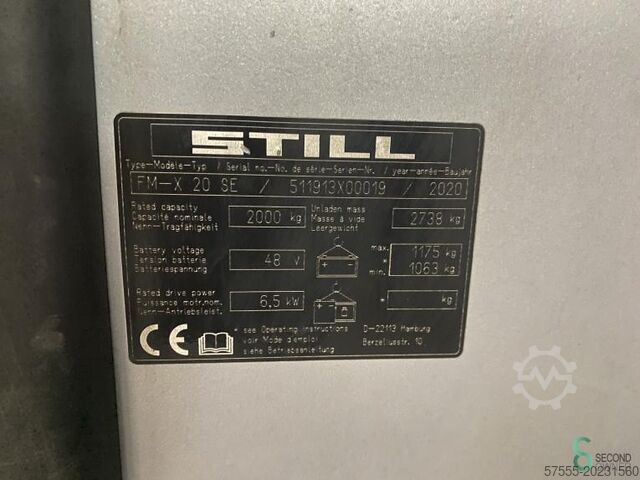 STILL
Type-Modèle-Typ / Serial no.-No. de série-Serien-Nr. / year-année-Baujahr
FM-X 20 SE / 511913X00019 / 2020
Rated capacity
Capacité nominale
Nenn-Tragfähigkeit
2000 kg
Unladen mass
Masse à vide
Leergewicht
2738 kg
Battery voltage
Tension batterie
Batteriespannung
48 V
max. 1175 kg
*
min. 1063 kg
Rated drive power
Puissance motr.nom.
Nenn-Antriebsleist.
6,5 kW
* kg
CE
* see Operating Instructions
voir Mode d'emploi
siehe Betriebsanleitung
D-22113 Hamburg
Berzeliusstr. 10
SECOND
57555-20231560